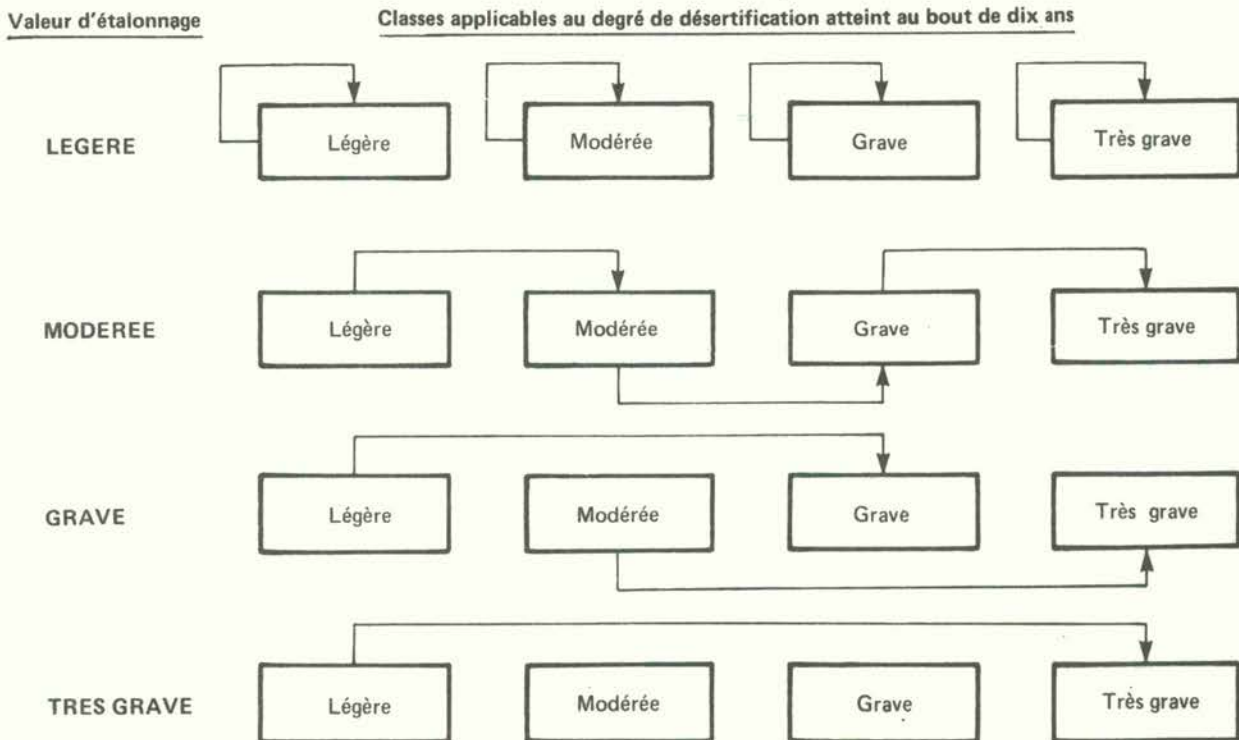 Valeur d'étalonnage Classes applicables au degré de désertification atteint au bout de dix ans
LEGERE Légère Modérée Grave Très grave
MODEREE Légère Modérée Grave Très grave
GRAVE Légère Modérée Grave Très grave
TRES GRAVE Légère Modérée Grave Très grave